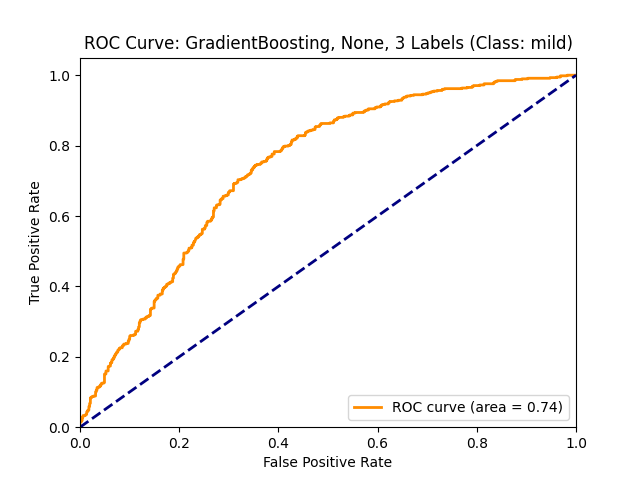 ROC Curve: GradientBoosting, None, 3 Labels (Class: mild)
True Positive Rate
1.0
0.8
0.6
0.4
0.2
0.0
ROC curve (area = 0.74)
0.0 0.2 0.4 0.6 0.8 1.0
False Positive Rate